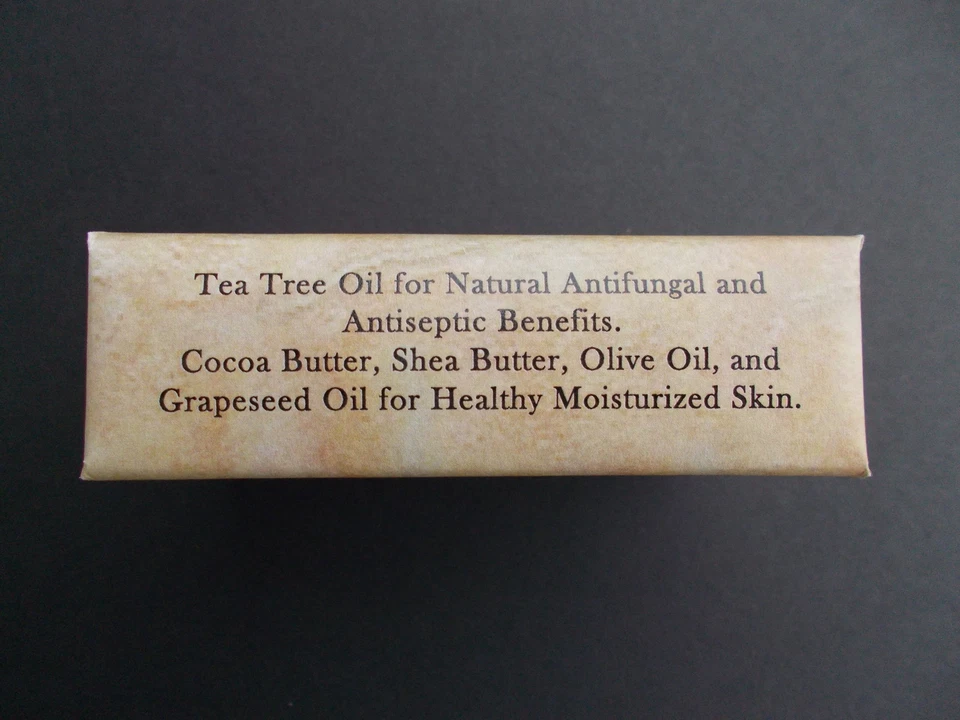 Tea Tree Oil for Natural Antifungal and
Antiseptic Benefits.
Cocoa Butter, Shea Butter, Olive Oil, and
Grapeseed Oil for Healthy Moisturized Skin.